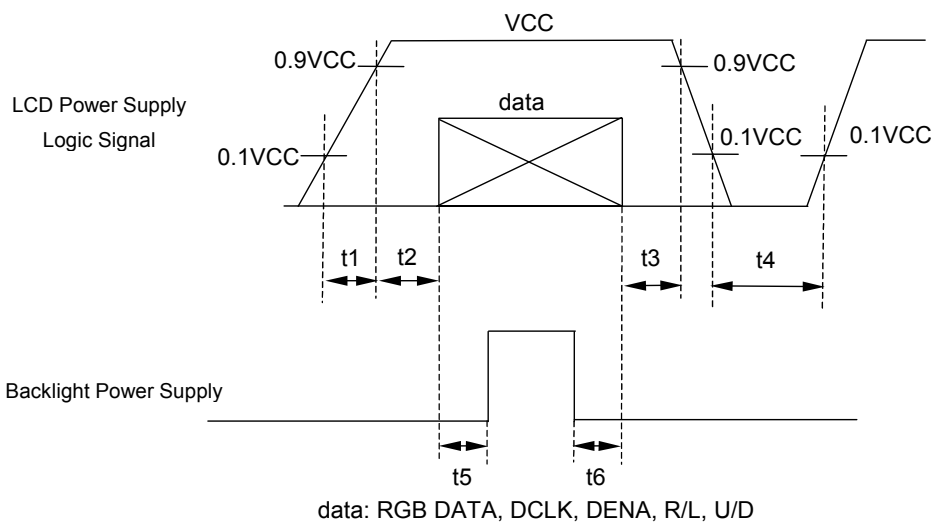 VCC
0.9VCC
0.9VCC
LCD Power Supply
Logic Signal
data
0.1VCC
0.1VCC
0.1VCC
t1
t2
t3
t4
Backlight Power Supply
t5
t6
data: RGB DATA, DCLK, DENA, R/L, U/D